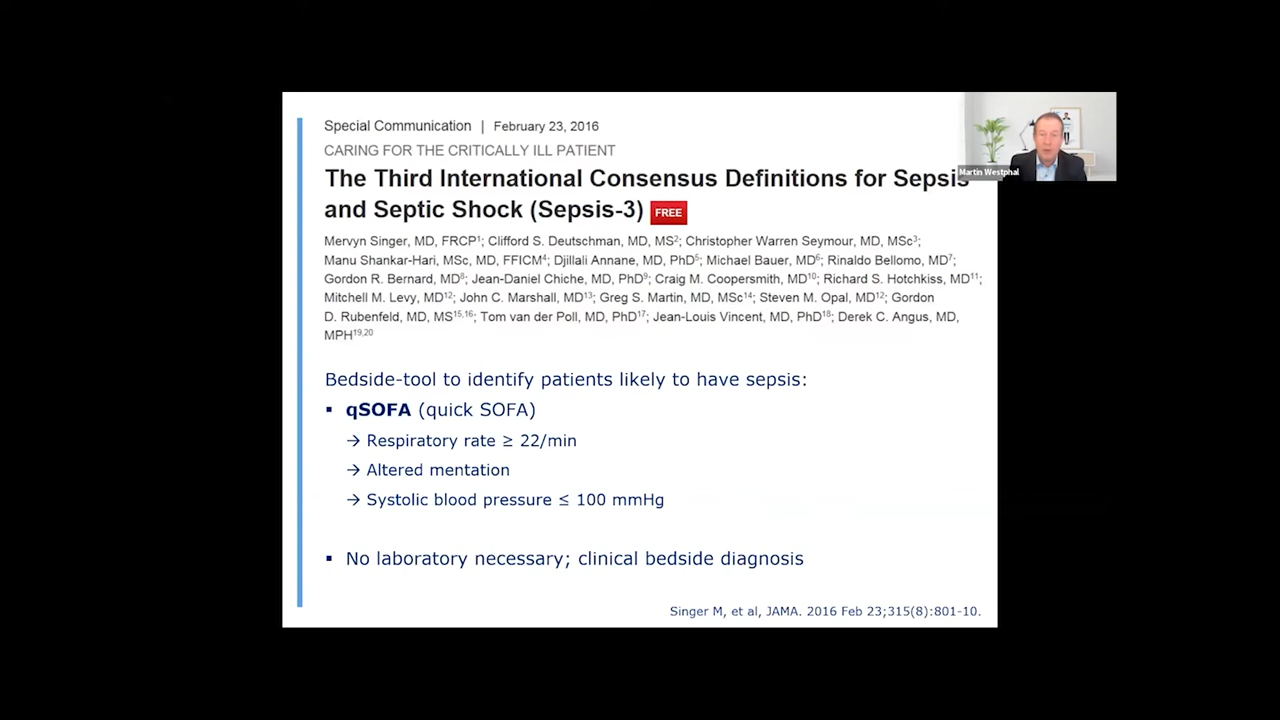 Special Communication | February 23, 2016
CARING FOR THE CRITICALLY ILL PATIENT
The Third International Consensus Definitions for Sepsis
and Septic Shock (Sepsis-3) FREE
Mervyn Singer, MD, FRCP1; Clifford S. Deutschman, MD, MS2; Christopher Warren Seymour, MD, MSc3;
Manu Shankar-Hari, MSc, MD, FFICM4; Djillali Annane, MD, PhD5; Michael Bauer, MD6; Rinaldo Bellomo, MD7;
Gordon R. Bernard, MD8; Jean-Daniel Chiche, MD, PhD9; Craig M. Coopersmith, MD10; Richard S. Hotchkiss, MD11;
Mitchell M. Levy, MD12; John C. Marshall, MD13; Greg S. Martin, MD, MSc14; Steven M. Opal, MD12; Gordon
D. Rubenfeld, MD, MS15,16; Tom van der Poll, MD, PhD17; Jean-Louis Vincent, MD, PhD18; Derek C. Angus, MD,
MPH19,20
Bedside-tool to identify patients likely to have sepsis:
▪ qSOFA (quick SOFA)
→ Respiratory rate ≥ 22/min
→ Altered mentation
→ Systolic blood pressure ≤ 100 mmHg
▪ No laboratory necessary; clinical bedside diagnosis
Singer M, et al, JAMA. 2016 Feb 23;315(8):801-10.
Martin Westphal